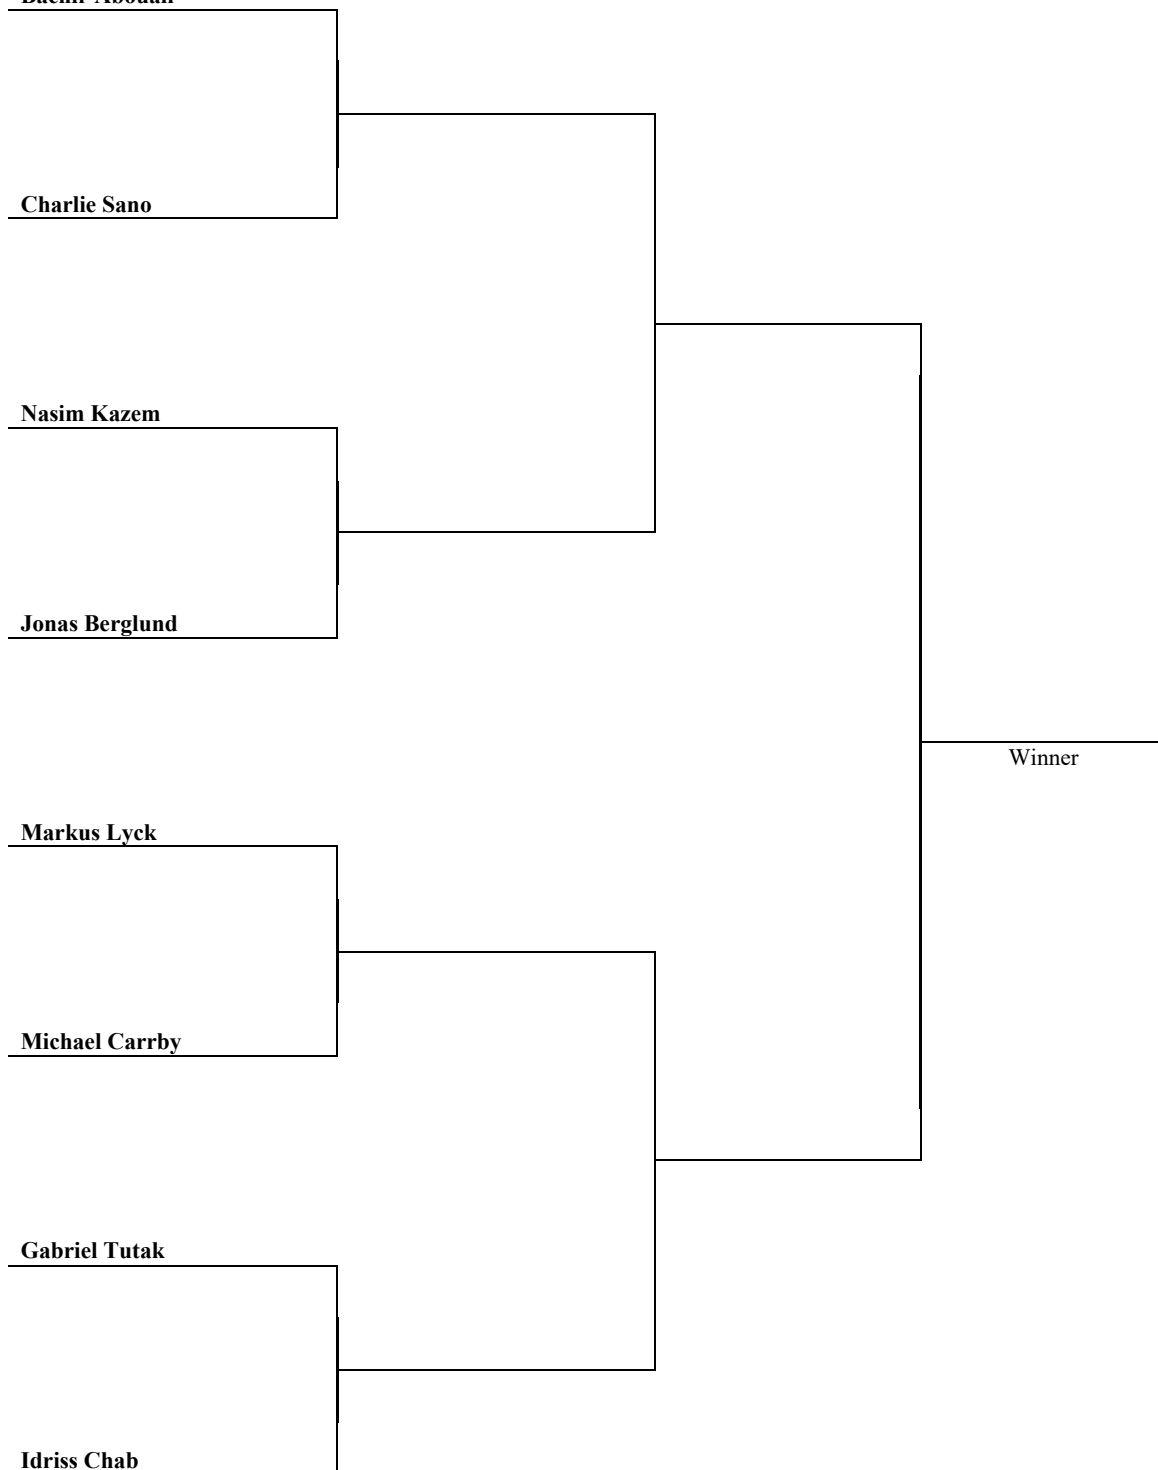 Charlie Sano
Nasim Kazem
Jonas Berglund
Winner
Markus Lyck
Michael Carrby
Gabriel Tutak
Idriss Chab